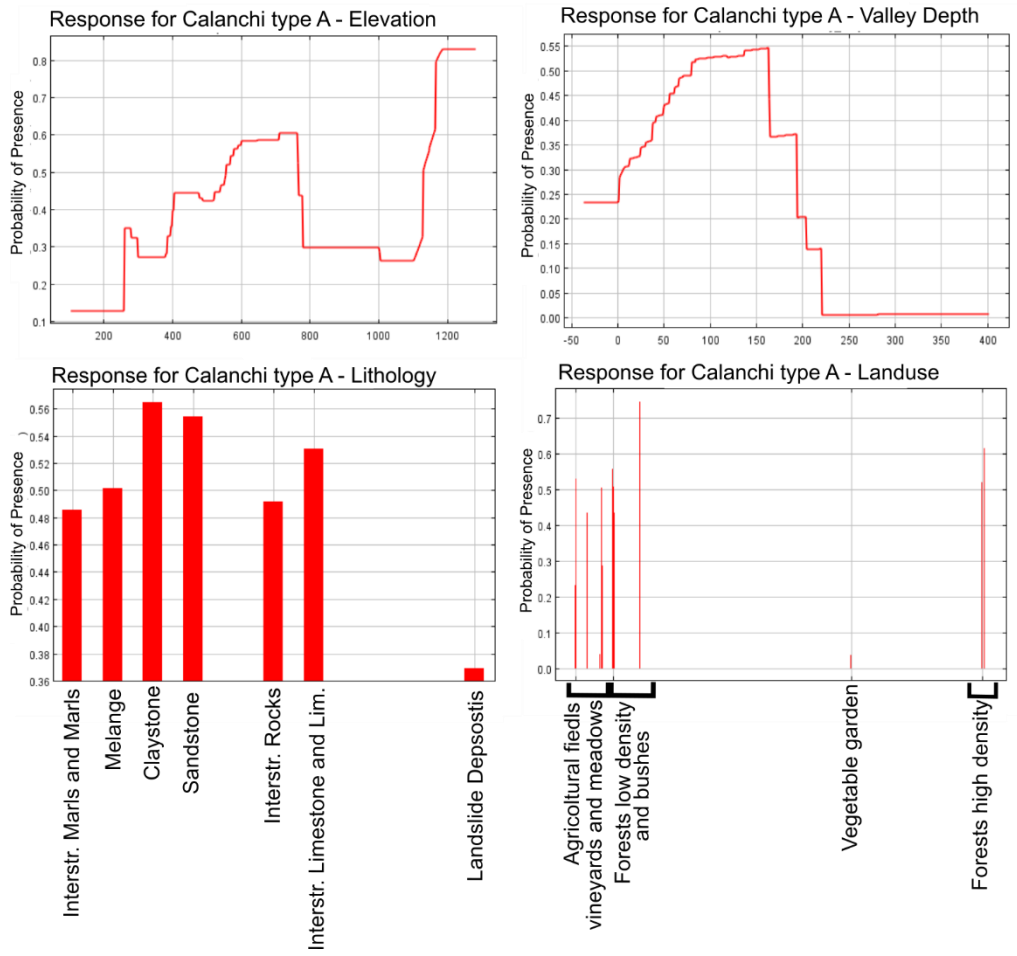 Response for Calanchi type A - Elevation
Probability of Presence
0.8
0.7
0.6
0.5
0.4
0.3
0.2
0.1
200
400
600
800
1000
1200
Response for Calanchi type A - Valley Depth
Probability of Presence
0.55
0.50
0.45
0.40
0.35
0.30
0.25
0.20
0.15
0.10
0.05
0.00
-50
0
50
100
150
200
250
300
350
400
Response for Calanchi type A - Lithology
Probability of Presence )
0.56
0.54
0.52
0.50
0.48
0.46
0.44
0.42
0.40
0.38
0.36
Interstr. Marls and Marls
Melange
Claystone
Sandstone
Interstr. Rocks
Interstr. Limestone and Lim.
Landslide Depsostis
Response for Calanchi type A - Landuse
Probability of Presence
0.7
0.6
0.5
0.4
0.3
0.2
0.1
0.0
Agricoltural fiedls
vineyards and meadows
Forests low density
and bushes
Vegetable garden
Forests high density